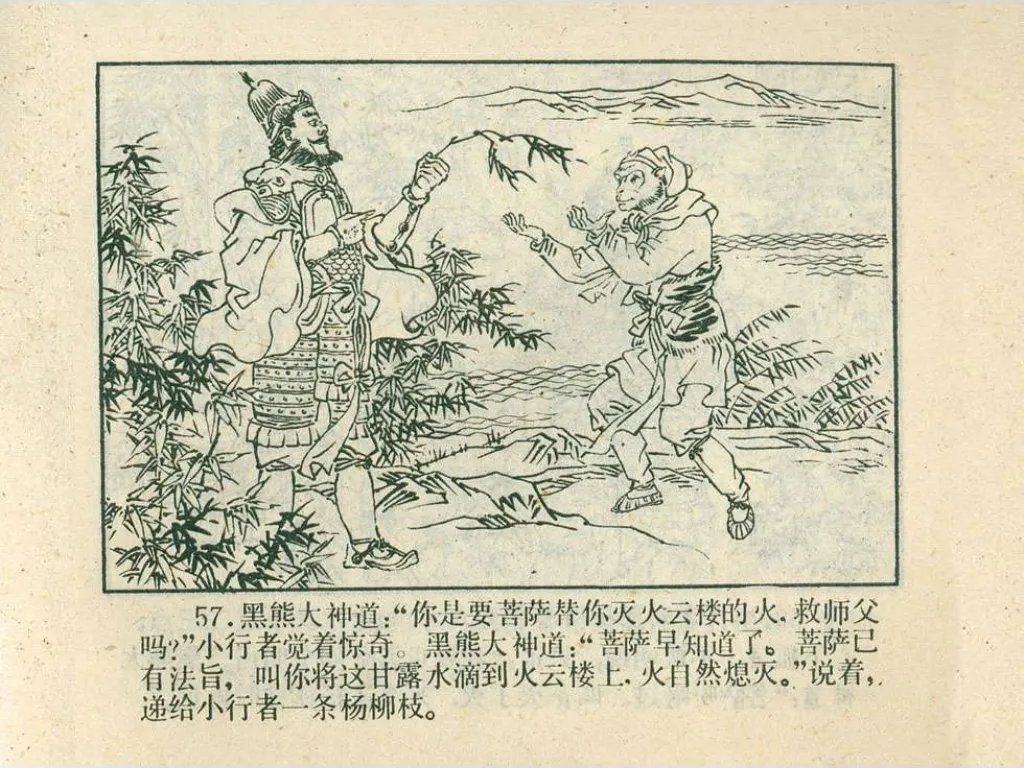 57.黑熊大神道:“你是要菩萨替你灭火云楼的火,救师父
吗?”小行者觉着惊奇。黑熊大神道:“菩萨早知道了。菩萨已
有法旨,叫你将这甘露水滴到火云楼上,火自然熄灭。”说着,
递给小行者一条杨柳枝。